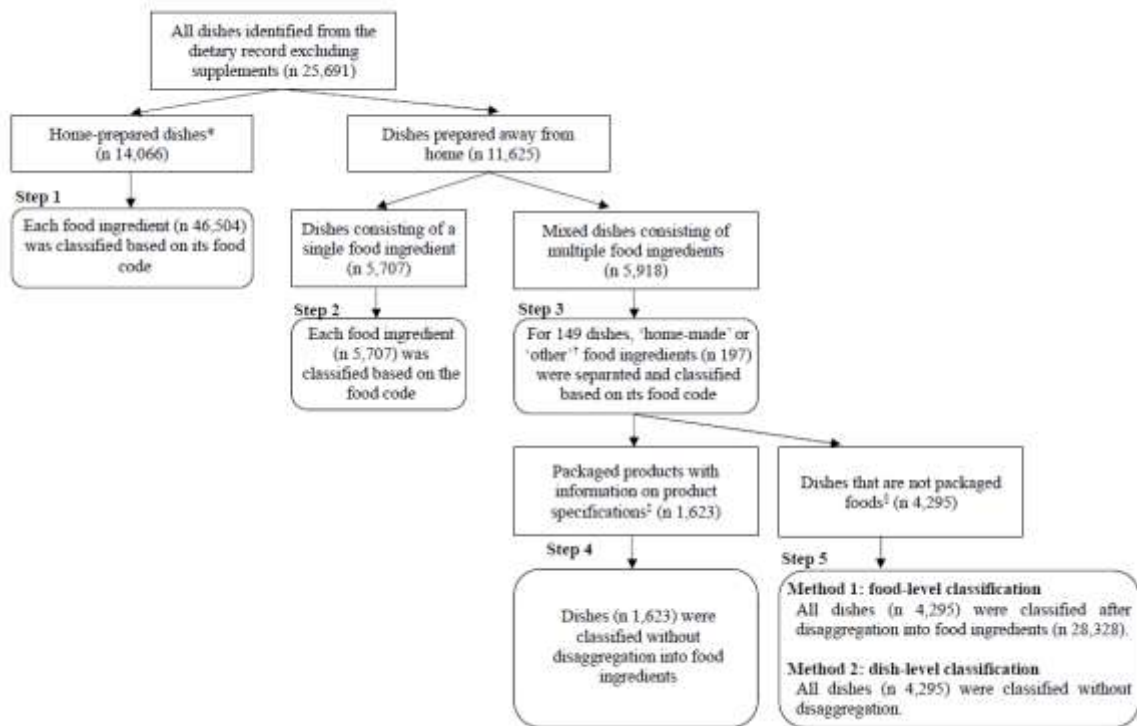 All dishes identified from the
dietary record excluding
supplements (n 25,691)
Home-prepared dishes*
(n 14,066)
Dishes prepared away from
home (n 11,625)
Step 1
Each food ingredient (n 46,504)
was classified based on its food
code
Dishes consisting of a
single food ingredient
(n 5,707)
Mixed dishes consisting of
multiple food ingredients
(n 5,918)
Step 2
Each food ingredient
(n 5,707) was
classified based on the
food code
Step 3
For 149 dishes, ‘home-made’ or
‘other’† food ingredients (n 197)
were separated and classified
based on its food code
Packaged products with
information on product
specifications‡ (n 1,623)
Dishes that are not packaged
foods§ (n 4,295)
Step 4
Dishes (n 1,623) were
classified without
disaggregation into food
ingredients
Step 5
Method 1: food-level classification
All dishes (n 4,295) were classified after
disaggregation into food ingredients (n 28,328).
Method 2: dish-level classification
All dishes (n 4,295) were classified without
disaggregation.